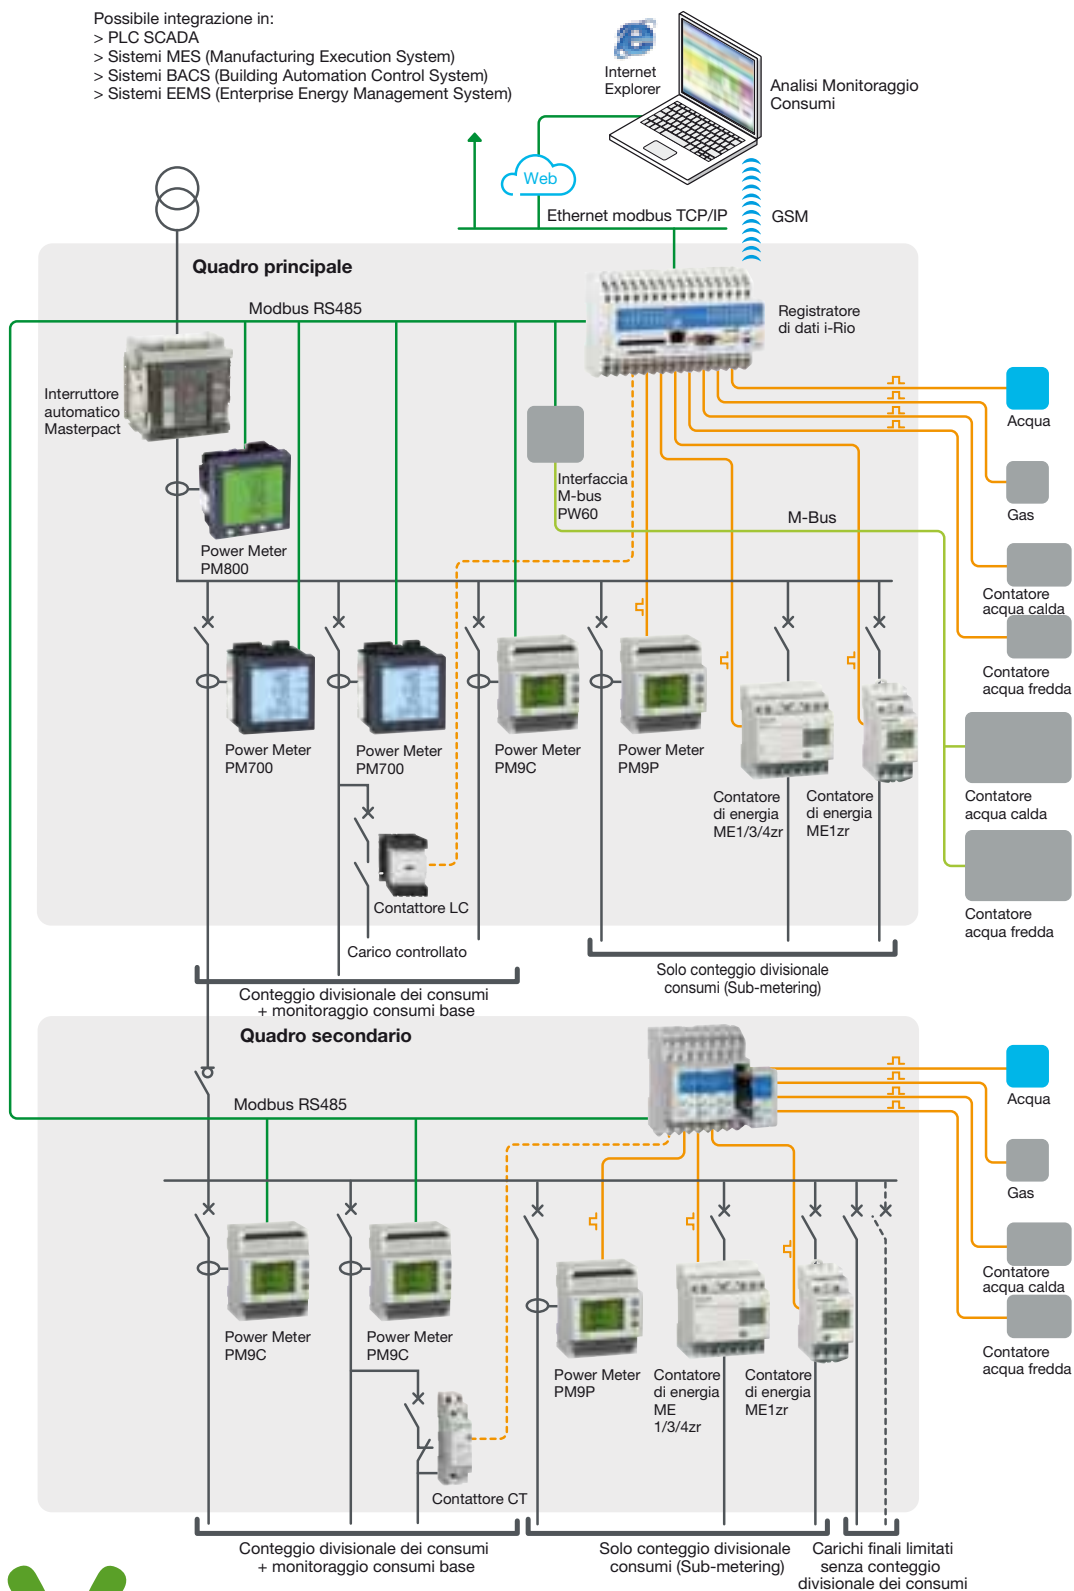 Possibile integrazione in:
> PLC SCADA
> Sistemi MES (Manufacturing Execution System)
> Sistemi BACS (Building Automation Control System)
> Sistemi EEMS (Enterprise Energy Management System)
Internet
Explorer
Analisi Monitoraggio
Consumi
Web
Ethernet modbus TCP/IP
GSM
Quadro principale
Modbus RS485
Registratore
di dati i-Rio
Interruttore
automatico
Masterpact
Acqua
Interfaccia
M-bus
PW60
M-Bus
Gas
Power Meter
PM800
Contatore
acqua calda
Contatore
acqua fredda
Power Meter
PM700
Power Meter
PM700
Power Meter
PM9C
Power Meter
PM9P
Contatore
di energia
ME1/3/4zr
Contatore
di energia
ME1zr
Contatore
acqua calda
Contattore LC
Contatore
acqua fredda
Carico controllato
Solo conteggio divisionale
consumi (Sub-metering)
Conteggio divisionale dei consumi
+ monitoraggio consumi base
Quadro secondario
Modbus RS485
Acqua
Gas
Contatore
acqua calda
Contatore
acqua fredda
Power Meter
PM9C
Power Meter
PM9C
Power Meter
PM9P
Contatore
di energia
ME
1/3/4zr
Contatore
di energia
ME1zr
Contattore CT
Conteggio divisionale dei consumi
+ monitoraggio consumi base
Solo conteggio divisionale
consumi (Sub-metering)
Carichi finali limitati
senza conteggio
divisionale dei consumi